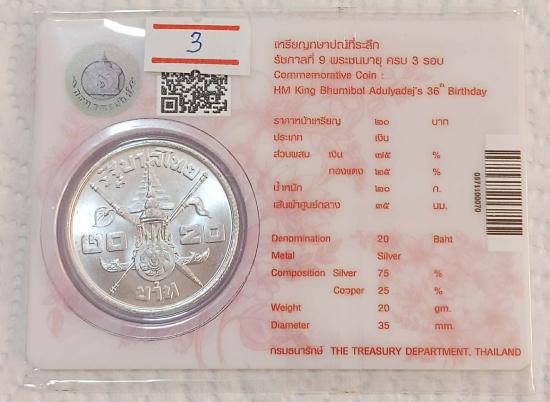 3
เหรียญกษาปณ์ที่ระลึก
รัชกาลที่ 9 พระชนมายุ ครบ 3 รอบ
Commemorative Coin :
HM King Bhumibol Adulyadej's 36th Birthday
ราคาหน้าเหรียญ ๒๐ บาท
ประเภท เงิน
ส่วนผสม เงิน ๗๕ %
ทองแดง ๒๕ %
น้ำหนัก ๒๐ ก.
เส้นผ่าศูนย์กลาง ๓๕ มม.
Denomination 20 Baht
Metal Silver
Composition Silver 75 %
Copper 25 %
Weight 20 gm.
Diameter 35 mm.
กรมธนารักษ์ THE TREASURY DEPARTMENT, THAILAND
รัฐบาลไทย
๒๐ 20
บาท
0371100070